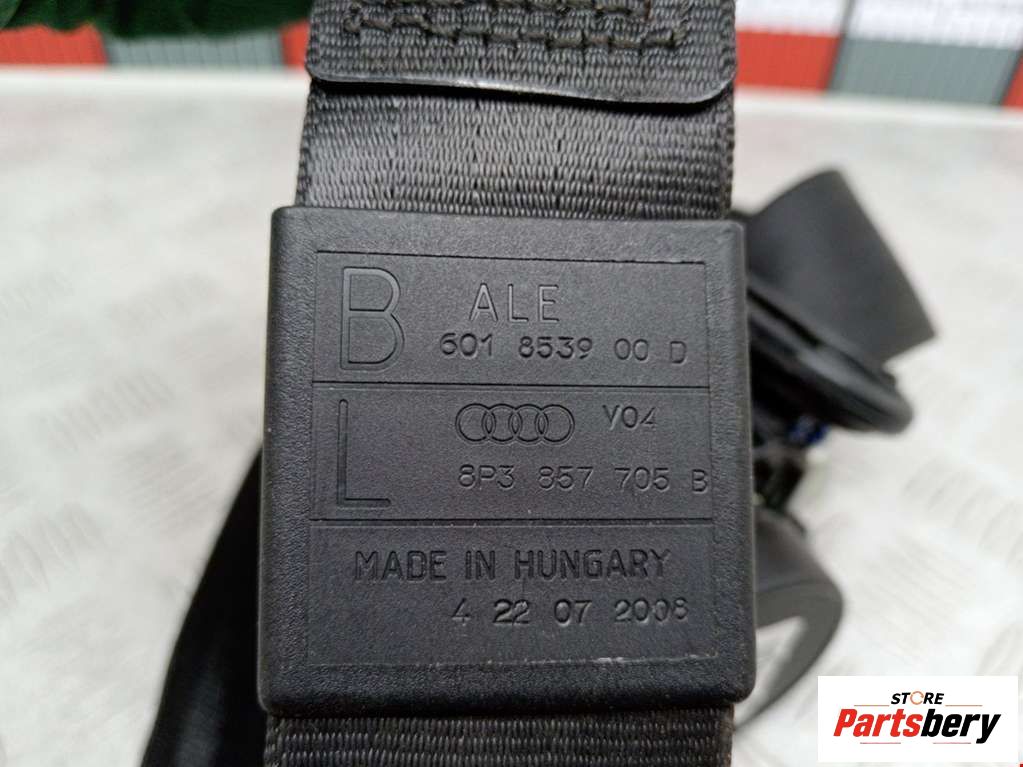 B ALE
601 8539 00 D
L V04
8P3 857 705 B
MADE IN HUNGARY
4 22 07 2008
STORE
Partsbery